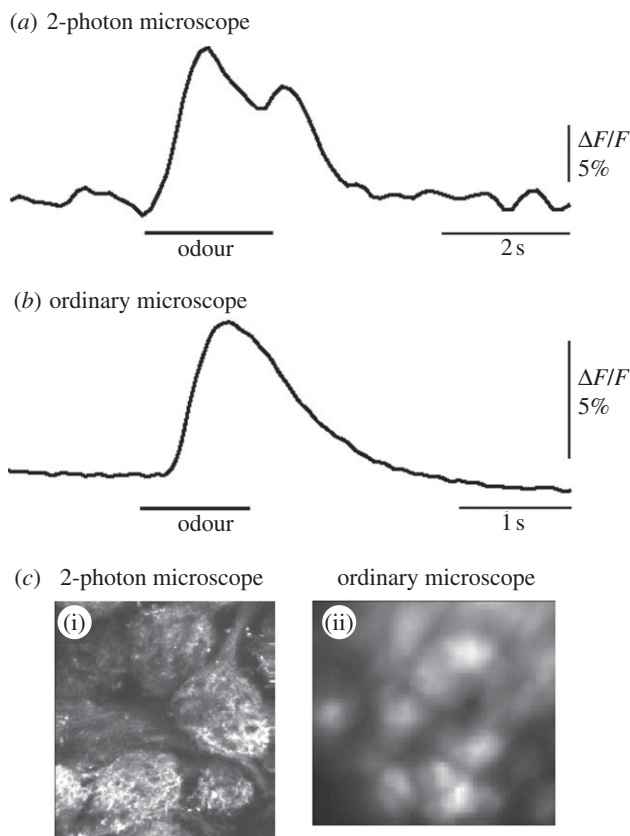 (a) 2-photon microscope
ΔF/F
5%
odour
2 s
(b) ordinary microscope
ΔF/F
5%
odour
1 s
(c) 2-photon microscope ordinary microscope
(i) (ii)